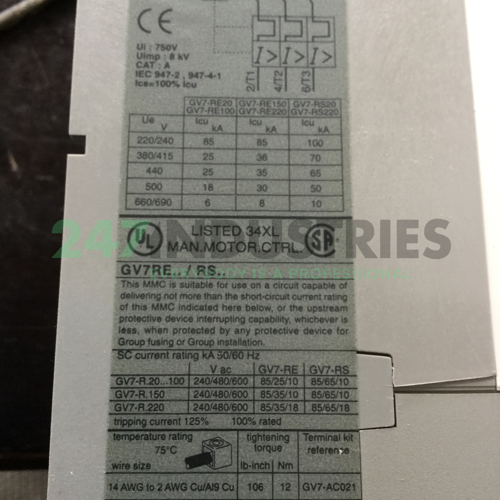 CE
Ui : 750V
Uimp : 8 kV
CAT : A
IEC 947-2 , 947-4-1
Ics=100% Icu
2/T1 4/T2 6/T3
GV7-RE20 GV7-RE150 GV7-RS20
GV7-RE100 GV7-RE220 GV7-RS220
Ue V Icu kA Icu kA Icu kA
220/240 85 85 100
380/415 25 36 70
440 25 35 65
500 18 30 50
660/690 6 8 10
UL LISTED 34XL SA
MAN.MOTOR.CTRL.
247INDUSTRIES
GV7RE.. / RS..
This MMC is suitable for use on a circuit capable of
delivering not more than the short-circuit current rating
of this MMC indicated here below, or the upstream
protective device interrupting capability, whichever is
less, when protected by any protective device for
Group fusing or Group installation.
SC current rating kA 50/60 Hz
V ac GV7-RE GV7-RS
GV7-R.20...100 240/480/600 85/25/10 85/65/10
GV7-R.150 240/480/600 85/35/10 85/65/10
GV7-R.220 240/480/600 85/35/18 85/65/18
tripping current 125% 100% rated
temperature rating tightening Terminal kit
75°C torque reference
wire size lb-inch Nm
14 AWG to 2 AWG Cu/Al9 Cu 106 12 GV7-AC021